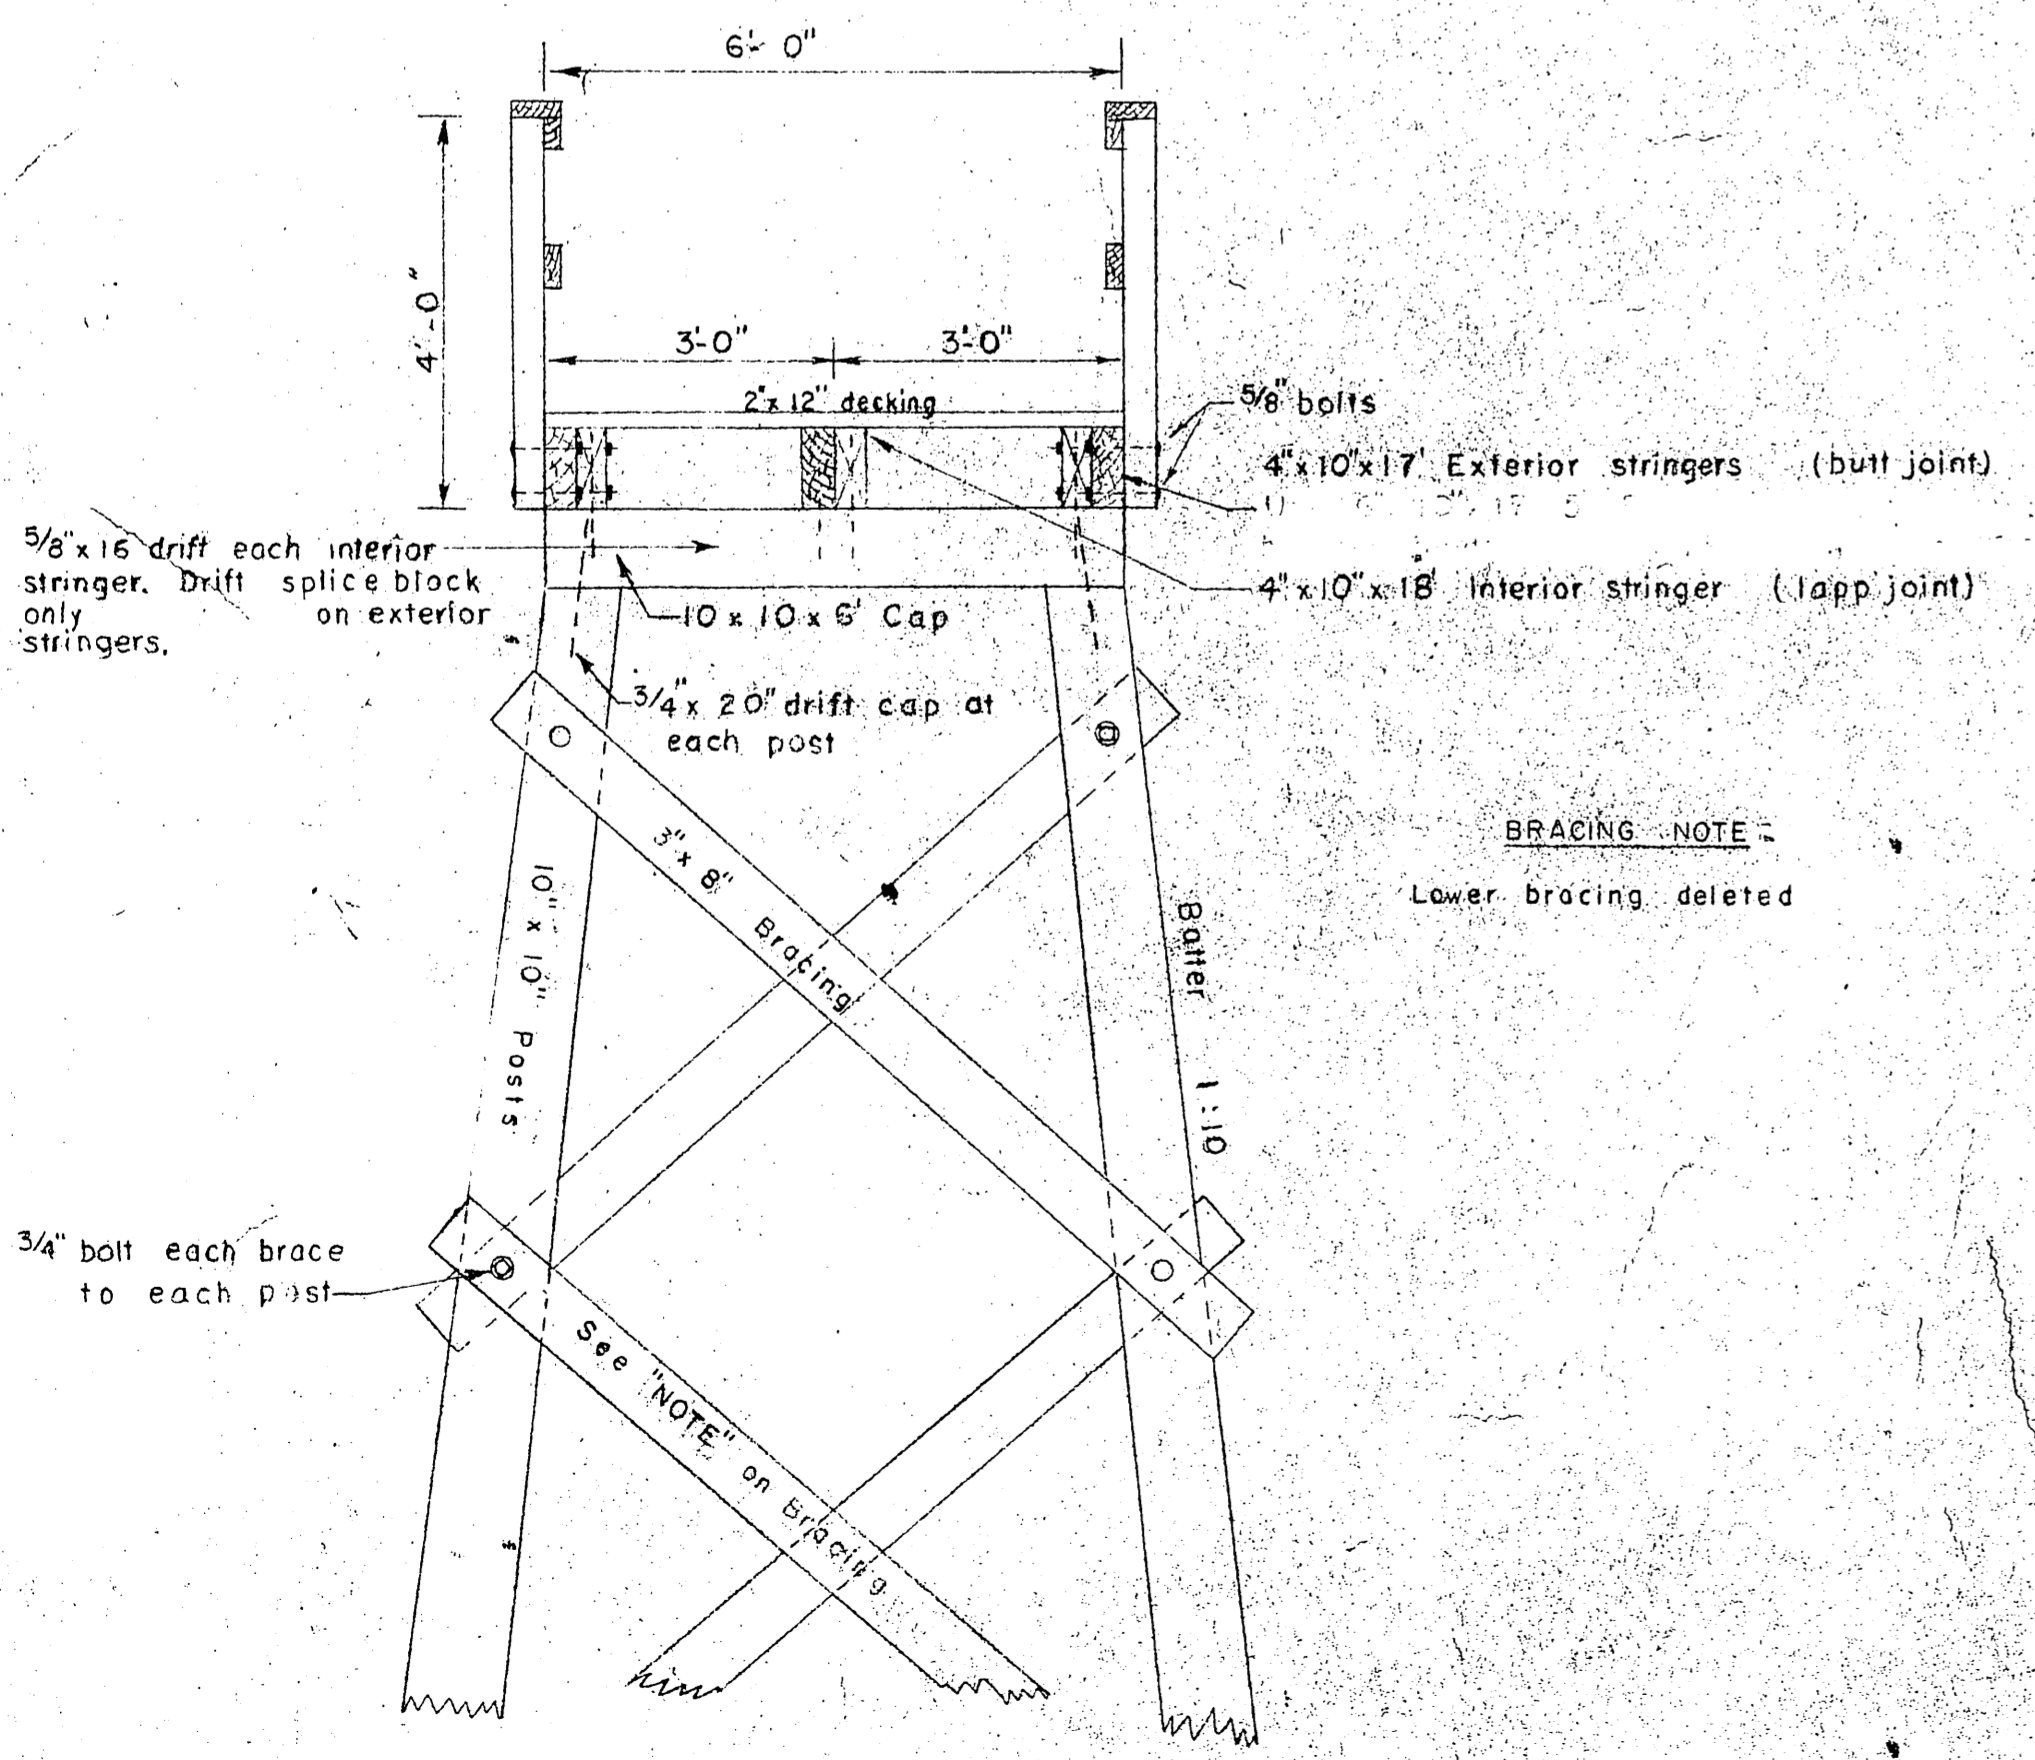 6'-0"
4'-0"
3'-0" 3'-0"
2"x 12" decking
5/8" bolts
4"x10"x17' Exterior stringers (butt joint)
5/8"x 16 drift each interior
stringer. Drift splice block
only on exterior
stringers.
4"x10"x18' Interior stringer (lapp joint)
10 x 10 x 6' Cap
3/4"x 20" drift cap at
each post
3"x 8" Bracing
10" x 10" Posts
Batter 1:10
BRACING NOTE
Lower bracing deleted
3/4" bolt each brace
to each post
See "NOTE" on Bracing